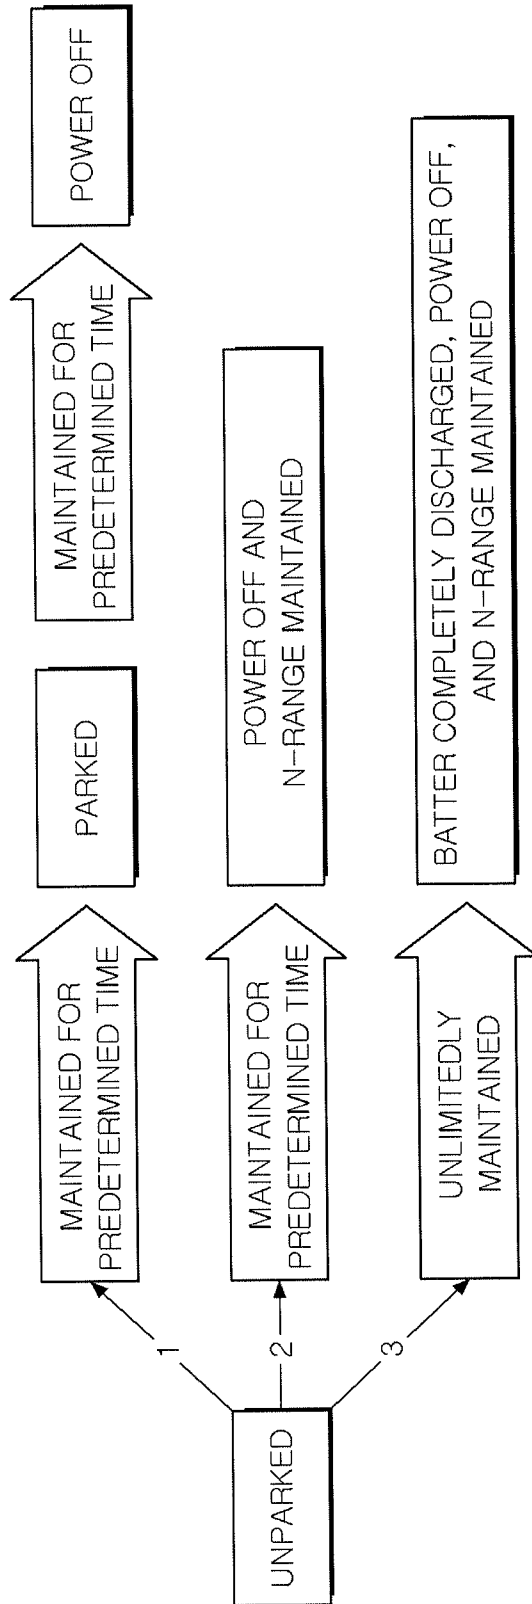 UNPARKED
1
MAINTAINED FOR
PREDETERMINED TIME
PARKED
MAINTAINED FOR
PREDETERMINED TIME
POWER OFF
2
MAINTAINED FOR
PREDETERMINED TIME
POWER OFF AND
N-RANGE MAINTAINED
3
UNLIMITEDLY
MAINTAINED
BATTER COMPLETELY DISCHARGED, POWER OFF,
AND N-RANGE MAINTAINED